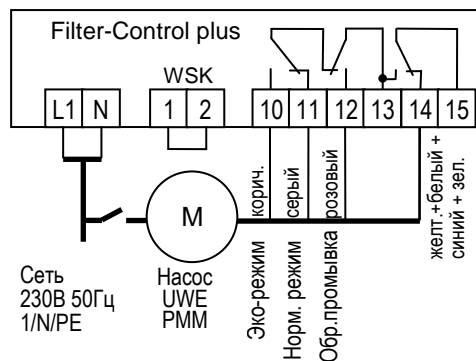 Filter-Control plus
WSK
L1 N 1 2 10 11 12 13 14 15
корич.
серый
розовый
желт.+белый +
синий + зел.
M
Эко-режим
Норм. режим
Обр.промывка
Сеть
230В 50Гц
1/N/PE
Насос
UWE
PMM